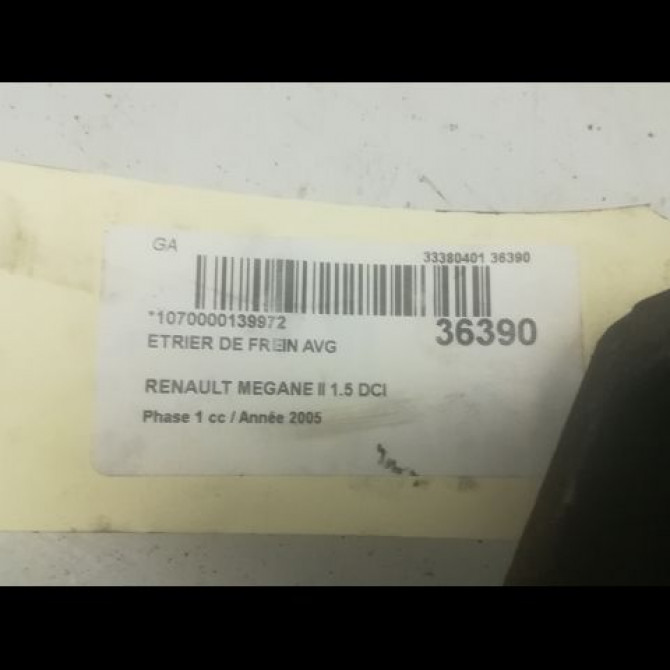 GA
33380401 36390
*1070000139972
36390
ETRIER DE FREIN AVG
RENAULT MEGANE II 1.5 DCI
Phase 1 cc / Année 2005